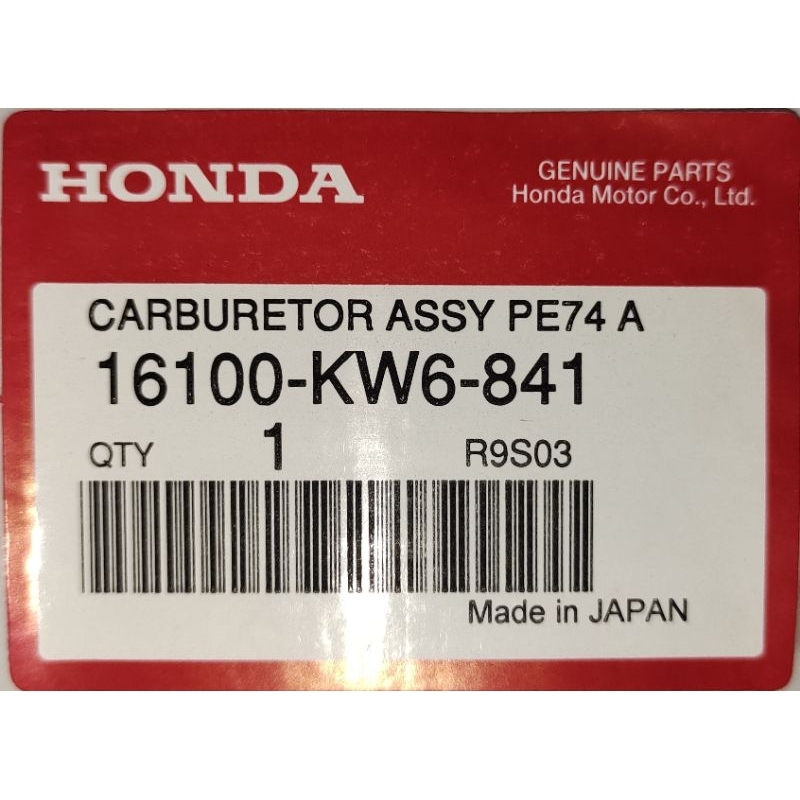 HONDA
GENUINE PARTS
Honda Motor Co., Ltd.
CARBURETOR ASSY PE74 A
16100-KW6-841
QTY 1 R9S03
Made in JAPAN